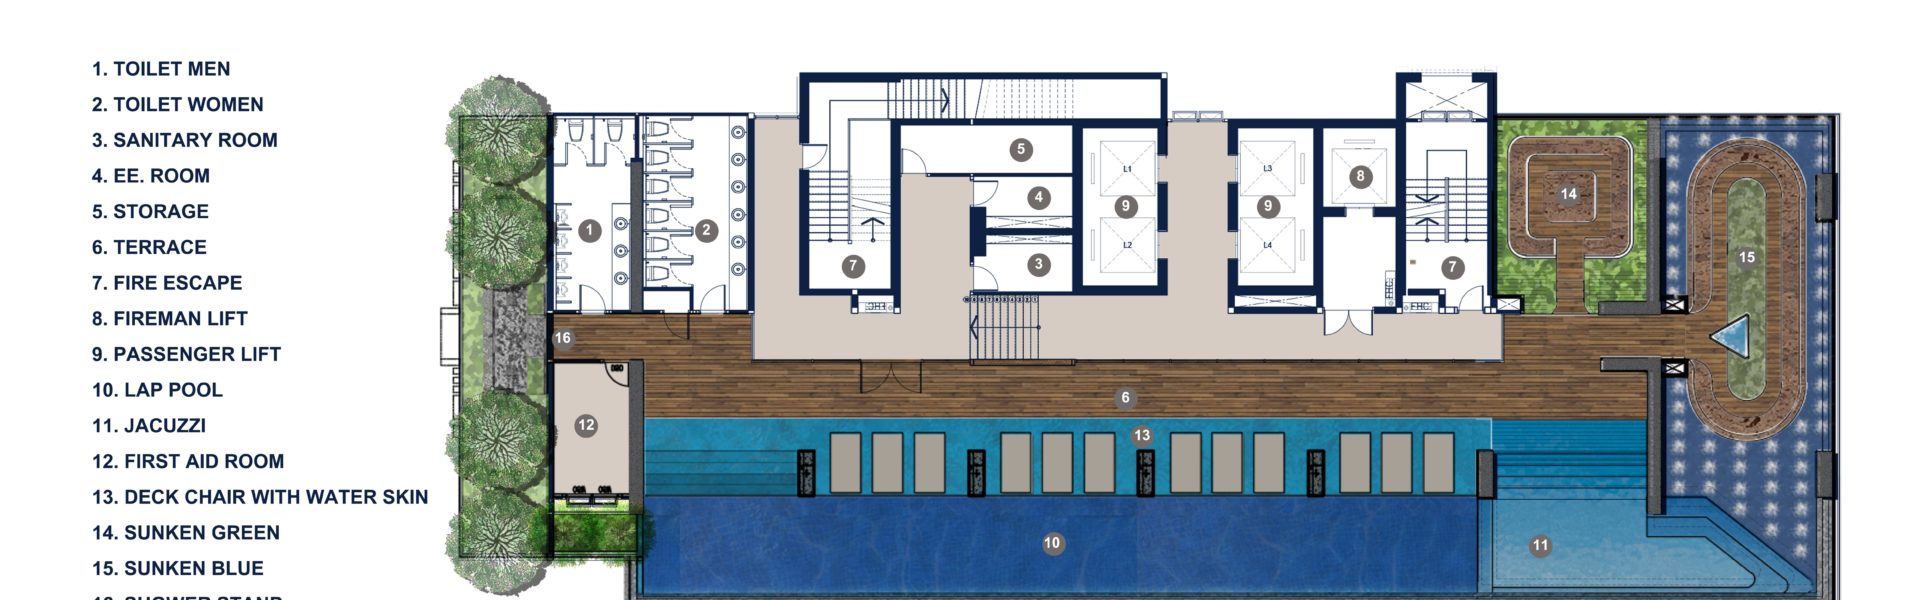 1. TOILET MEN
2. TOILET WOMEN
3. SANITARY ROOM
4. EE. ROOM
5. STORAGE
6. TERRACE
7. FIRE ESCAPE
8. FIREMAN LIFT
9. PASSENGER LIFT
10. LAP POOL
11. JACUZZI
12. FIRST AID ROOM
13. DECK CHAIR WITH WATER SKIN
14. SUNKEN GREEN
15. SUNKEN BLUE
16. SHOWER STAND
5
L1
L3
8
14
4
9
9
1
2
L2
L4
3
7
7
15
FHC
FHC
FHC
16
6
12
13
10
11